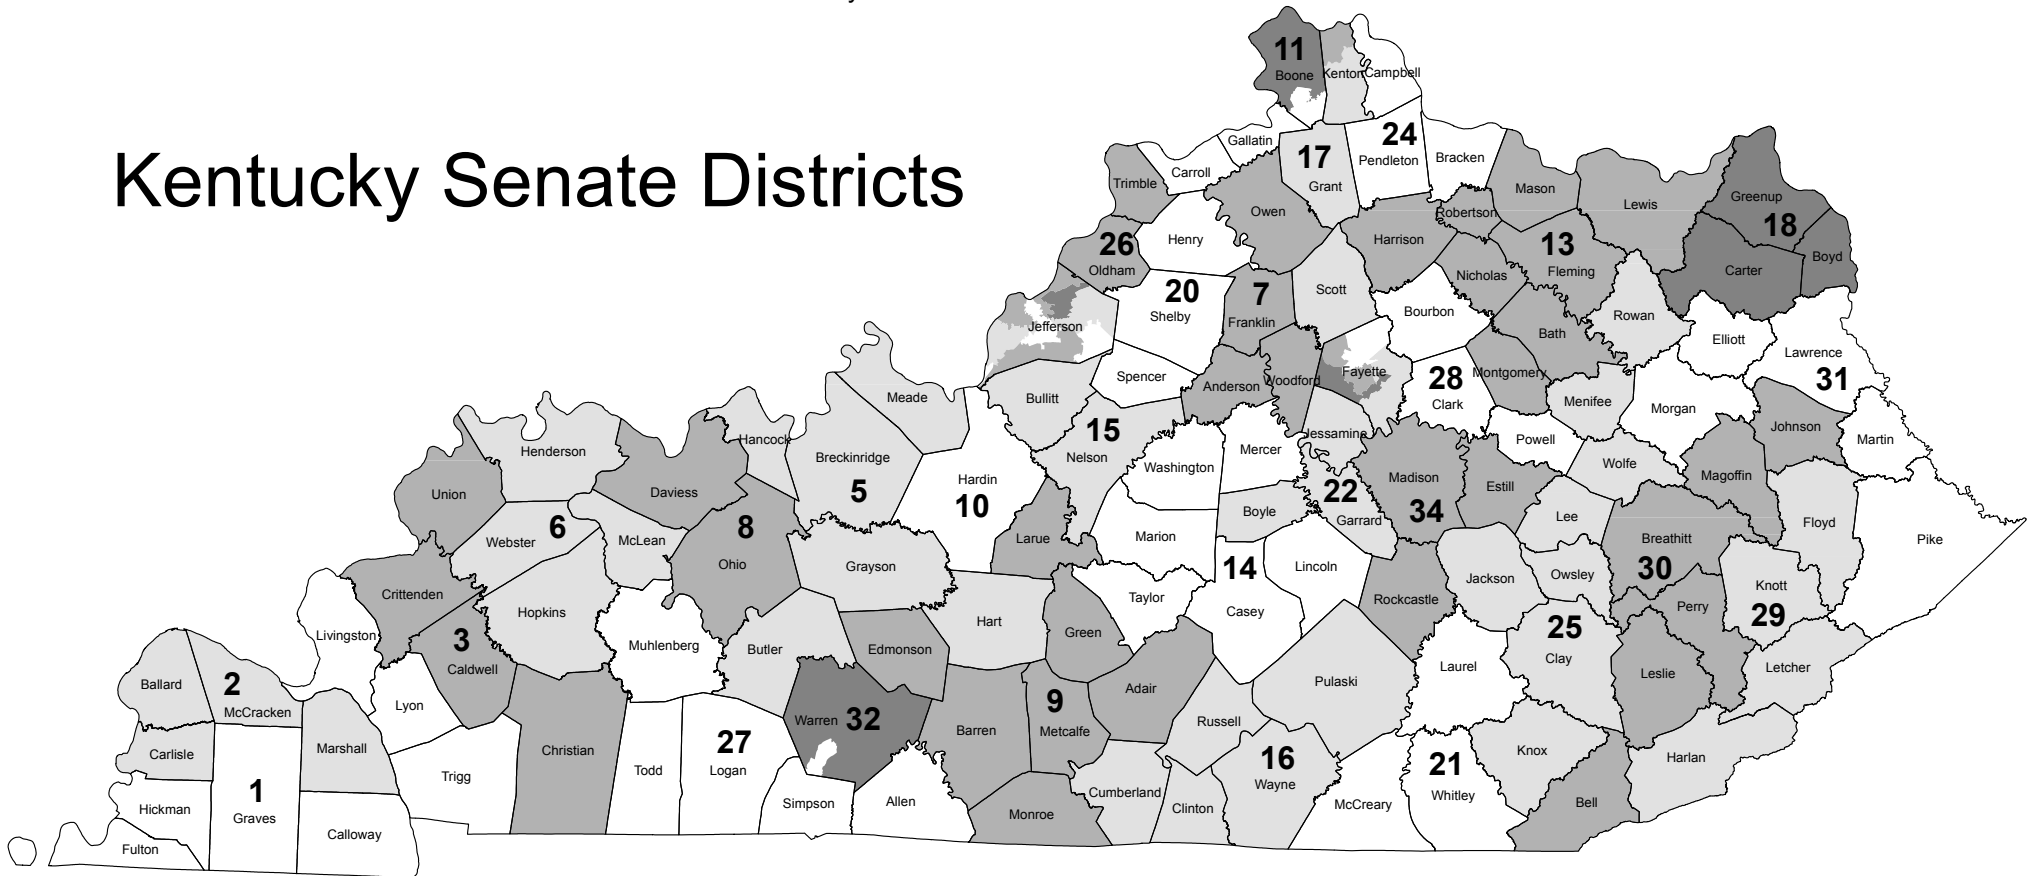 Kentucky Senate Districts
11
Boone
Kenton
Campbell
24
Pendleton
Bracken
Gallatin
17
Grant
Carroll
Trimble
Owen
Mason
Lewis
Greenup
18
Robertson
Harrison
13
Fleming
Carter
Boyd
26
Oldham
Henry
20
Shelby
7
Franklin
Scott
Nicholas
Bourbon
Bath
Rowan
Elliott
Lawrence
31
Jefferson
Spencer
Anderson
Woodford
Fayette
28
Clark
Montgomery
Menifee
Morgan
Johnson
Martin
Meade
Bullitt
15
Nelson
Washington
Mercer
Jessamine
Powell
Wolfe
Magoffin
Henderson
Hancock
Breckinridge
5
Hardin
10
Union
Daviess
Madison
34
Estill
22
Garrard
Boyle
Lee
Floyd
Pike
Webster
6
McLean
8
Ohio
Grayson
Larue
Marion
14
Casey
Lincoln
Rockcastle
Jackson
Owsley
Breathitt
30
Perry
Knott
29
Crittenden
Hopkins
Livingston
3
Caldwell
Muhlenberg
Butler
Edmonson
Hart
Green
Taylor
25
Clay
Laurel
Leslie
Letcher
Ballard
2
McCracken
Lyon
Christian
Warren
32
Barren
9
Metcalfe
Adair
Russell
Pulaski
Knox
Harlan
Carlisle
Marshall
Trigg
Todd
27
Logan
16
Wayne
21
Whitley
Bell
1
Graves
Hickman
Fulton
Calloway
Simpson
Allen
Monroe
Cumberland
Clinton
McCreary